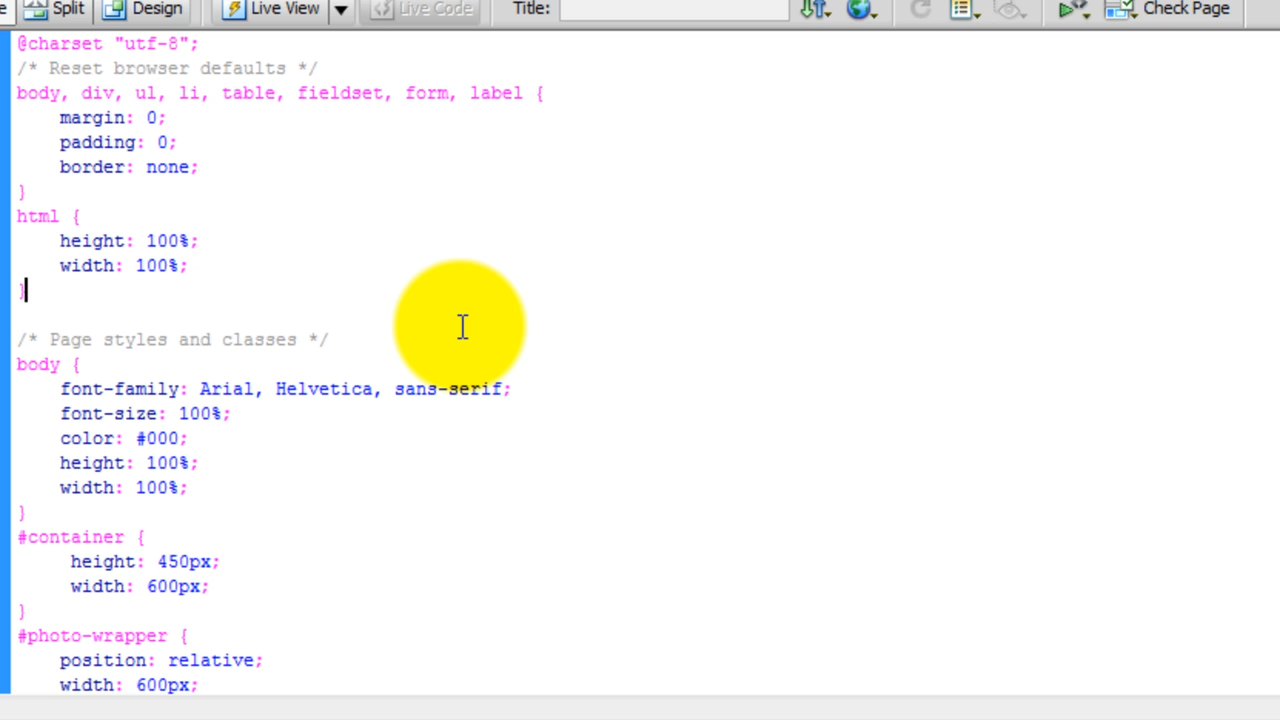 Split Design Live View Live Code Title: Check Page
@charset "utf-8";
/* Reset browser defaults */
body, div, ul, li, table, fieldset, form, label {
margin: 0;
padding: 0;
border: none;
}
html {
height: 100%;
width: 100%;
}
/* Page styles and classes */
body {
font-family: Arial, Helvetica, sans-serif;
font-size: 100%;
color: #000;
height: 100%;
width: 100%;
}
#container {
height: 450px;
width: 600px;
}
#photo-wrapper {
position: relative;
width: 600px;